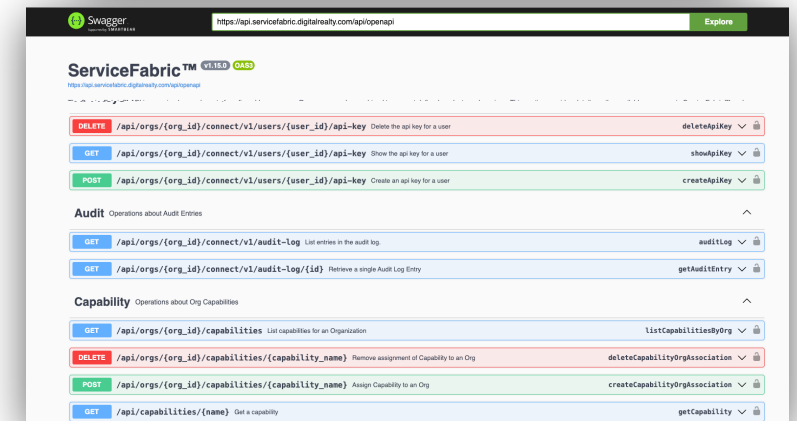 Swagger
Supported by SMARTBEAR
https://api.servicefabric.digitalrealty.com/api/openapi
Explore
ServiceFabric™ v1.15.0 OAS3
https://api.servicefabric.digitalrealty.com/api/openapi
DELETE /api/orgs/{org_id}/connect/v1/users/{user_id}/api-key Delete the api key for a user deleteApiKey
GET /api/orgs/{org_id}/connect/v1/users/{user_id}/api-key Show the api key for a user showApiKey
POST /api/orgs/{org_id}/connect/v1/users/{user_id}/api-key Create an api key for a user createApiKey
Audit Operations about Audit Entries
GET /api/orgs/{org_id}/connect/v1/audit-log List entries in the audit log. auditLog
GET /api/orgs/{org_id}/connect/v1/audit-log/{id} Retrieve a single Audit Log Entry getAuditEntry
Capability Operations about Org Capabilities
GET /api/orgs/{org_id}/capabilities List capabilities for an Organization listCapabilitiesByOrg
DELETE /api/orgs/{org_id}/capabilities/{capability_name} Remove assignment of Capability to an Org deleteCapabilityOrgAssociation
POST /api/orgs/{org_id}/capabilities/{capability_name} Assign Capability to an Org createCapabilityOrgAssociation
GET /api/capabilities/{name} Get a capability getCapability